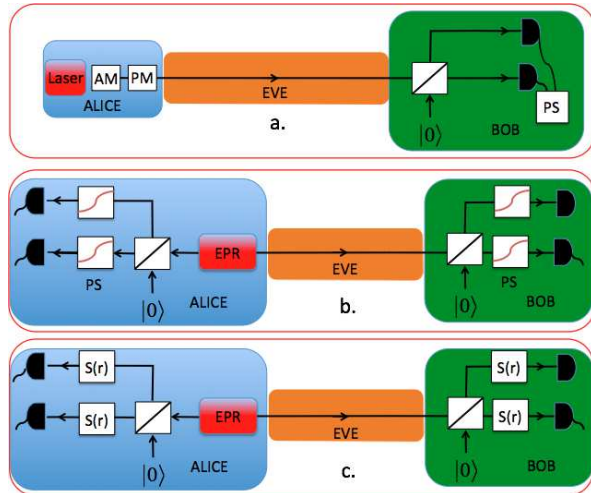 Laser AM PM
ALICE
EVE
a.
|0⟩
PS
BOB
PS
|0⟩
EPR
ALICE
EVE
b.
|0⟩
PS
BOB
S(r)
S(r)
|0⟩
EPR
ALICE
EVE
c.
|0⟩
S(r)
S(r)
BOB